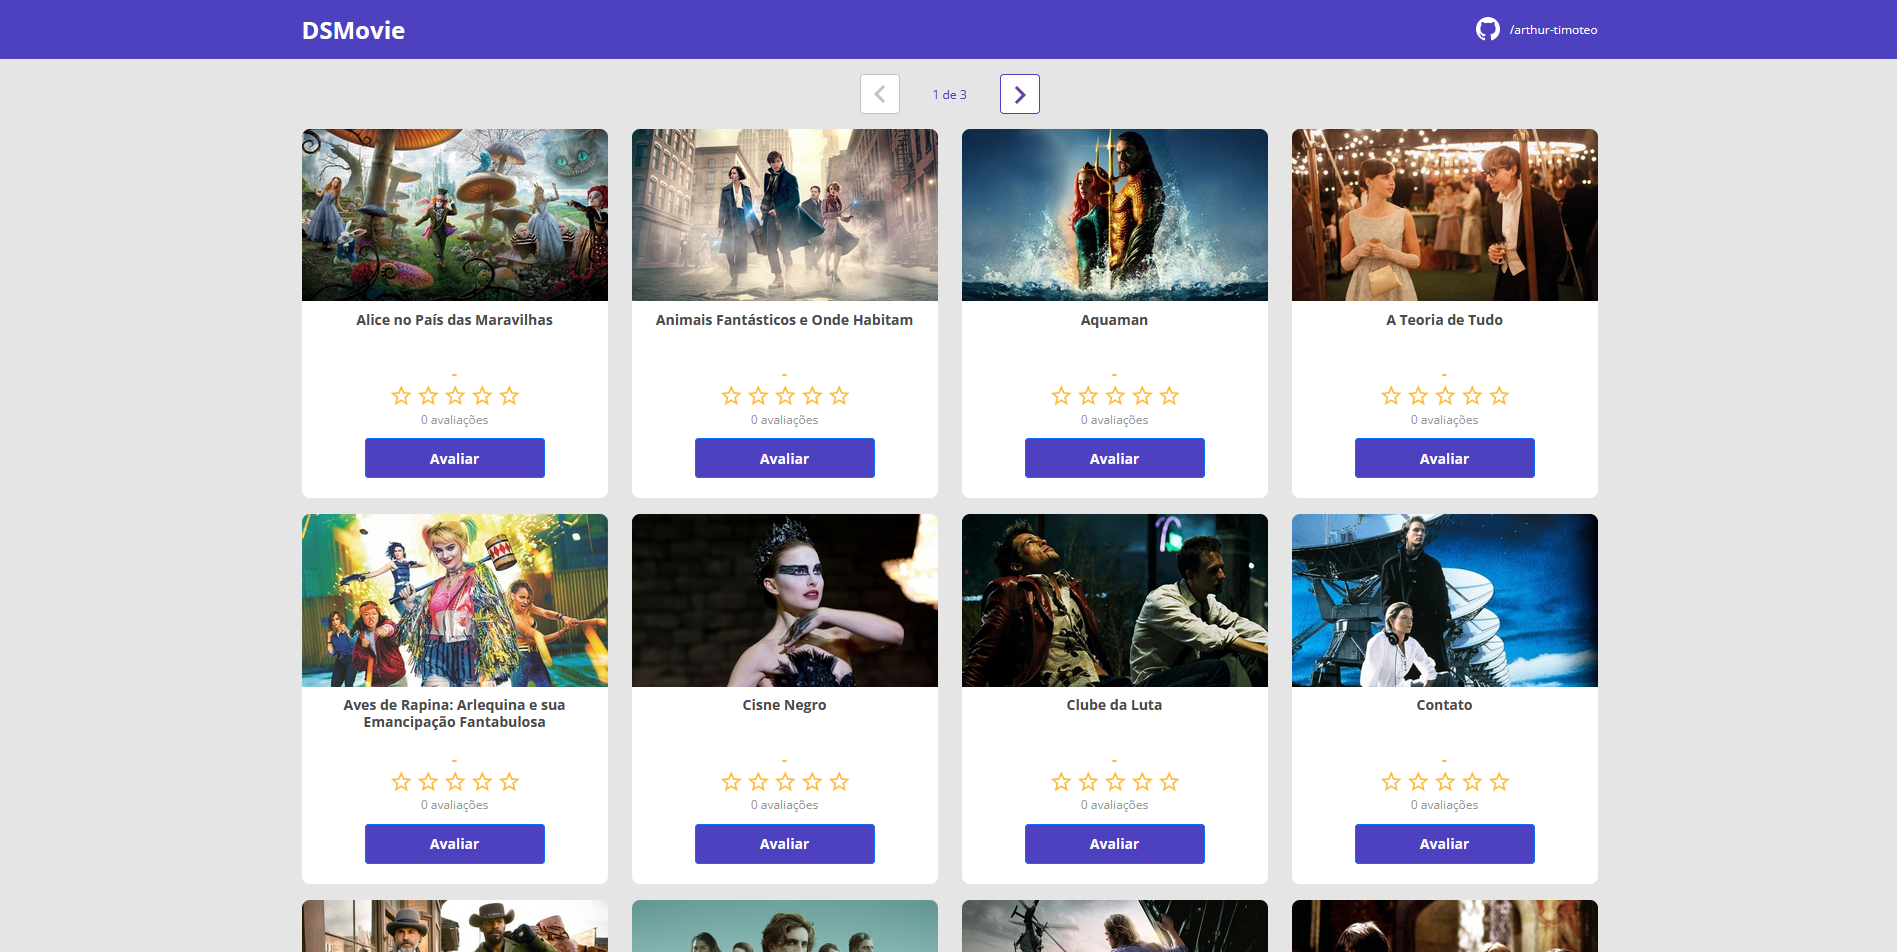 DSMovie
/arthur-timoteo
1 de 3
Alice no País das Maravilhas
Animais Fantásticos e Onde Habitam
Aquaman
A Teoria de Tudo
-
-
-
-
0 avaliações
0 avaliações
0 avaliações
0 avaliações
Avaliar
Avaliar
Avaliar
Avaliar
Aves de Rapina: Arlequina e sua
Emancipação Fantabulosa
Cisne Negro
Clube da Luta
Contato
-
-
-
-
0 avaliações
0 avaliações
0 avaliações
0 avaliações
Avaliar
Avaliar
Avaliar
Avaliar